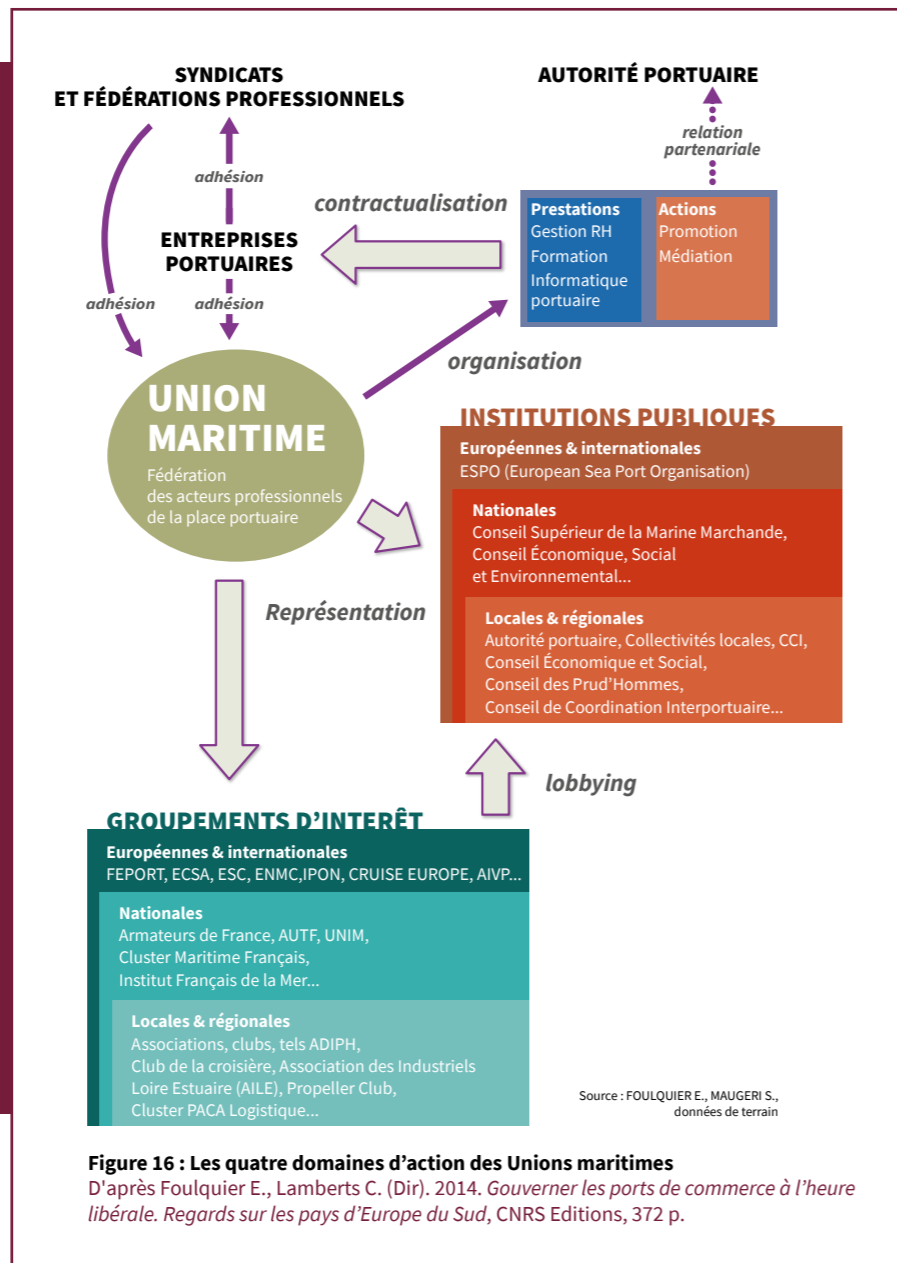 SYNDICATS
ET FÉDÉRATIONS PROFESSIONNELS
AUTORITÉ PORTUAIRE
relation
partenariale
adhésion
contractualisation
Prestations
Gestion RH
Formation
Informatique
portuaire
Actions
Promotion
Médiation
ENTREPRISES
PORTUAIRES
adhésion
adhésion
organisation
UNION
MARITIME
Fédération
des acteurs professionnels
de la place portuaire
INSTITUTIONS PUBLIQUES
Européennes & internationales
ESPO (European Sea Port Organisation)
Nationales
Conseil Supérieur de la Marine Marchande,
Conseil Économique, Social
et Environnemental...
Locales & régionales
Autorité portuaire, Collectivités locales, CCI,
Conseil Économique et Social,
Conseil des Prud'Hommes,
Conseil de Coordination Interportuaire...
Représentation
lobbying
GROUPEMENTS D'INTERÊT
Européennes & internationales
FEPORT, ECSA, ESC, ENMC,IPON, CRUISE EUROPE, AIVP...
Nationales
Armateurs de France, AUTF, UNIM,
Cluster Maritime Français,
Institut Français de la Mer...
Locales & régionales
Associations, clubs, tels ADIPH,
Club de la croisière, Association des Industriels
Loire Estuaire (AILE), Propeller Club,
Cluster PACA Logistique...
Source : FOULQUIER E., MAUGERI S.,
données de terrain
Figure 16 : Les quatre domaines d'action des Unions maritimes
D'après Foulquier E., Lamberts C. (Dir). 2014. Gouverner les ports de commerce à l'heure
libérale. Regards sur les pays d'Europe du Sud, CNRS Editions, 372 p.